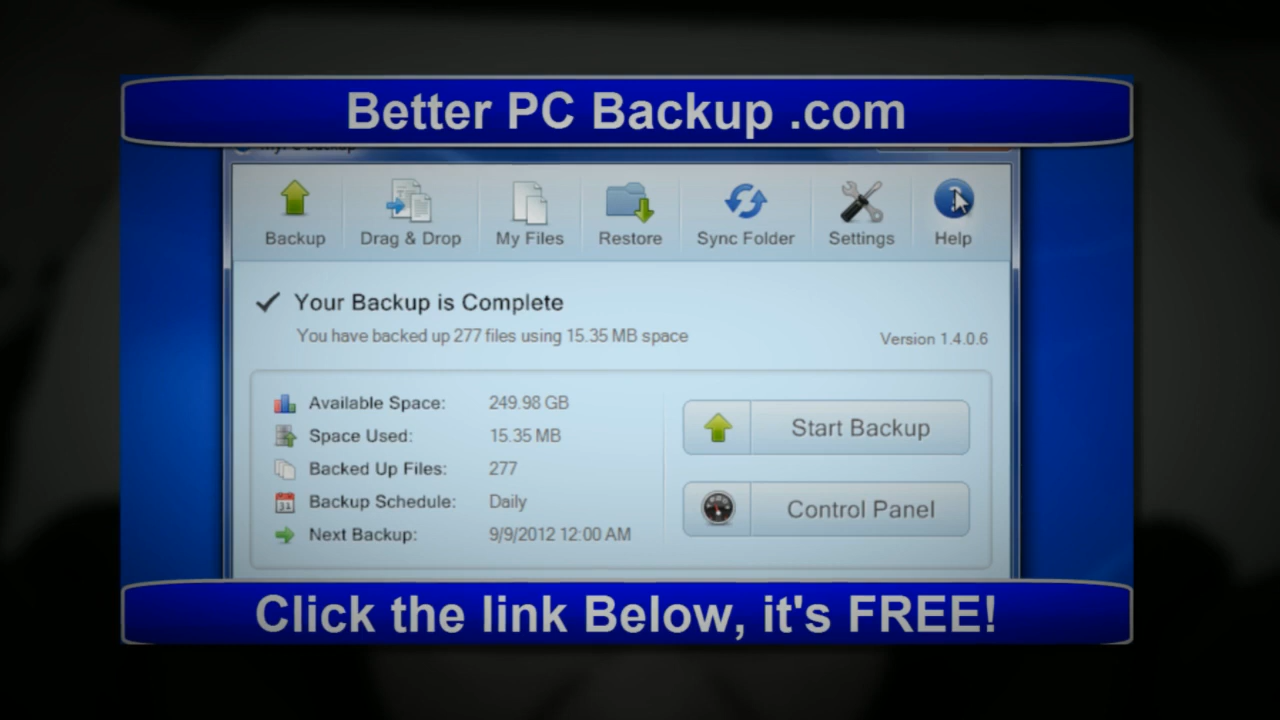 Better PC Backup .com
Backup
Drag & Drop
My Files
Restore
Sync Folder
Settings
Help
Your Backup is Complete
You have backed up 277 files using 15.35 MB space
Version 1.4.0.6
Available Space: 249.98 GB
Space Used: 15.35 MB
Backed Up Files: 277
Backup Schedule: Daily
Next Backup: 9/9/2012 12:00 AM
Start Backup
Control Panel
Click the link Below, it's FREE!